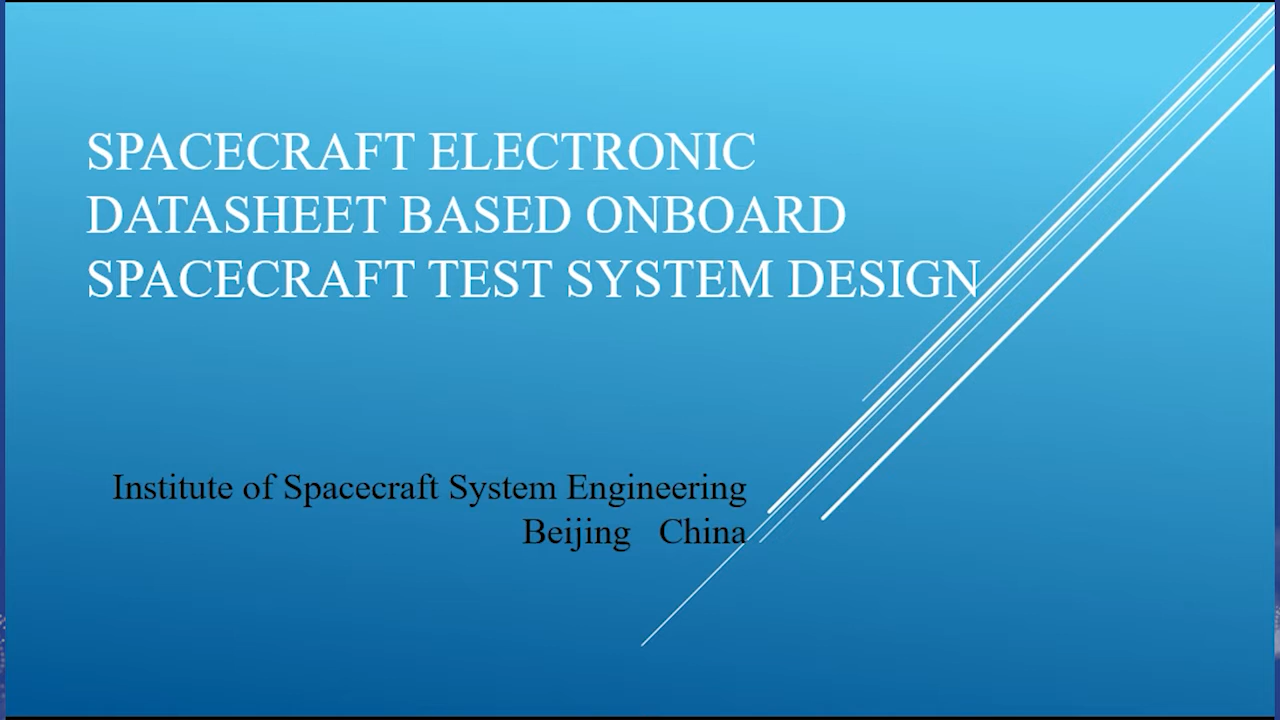 SPACECRAFT ELECTRONIC
DATASHEET BASED ONBOARD
SPACECRAFT TEST SYSTEM DESIGN
Institute of Spacecraft System Engineering
Beijing China